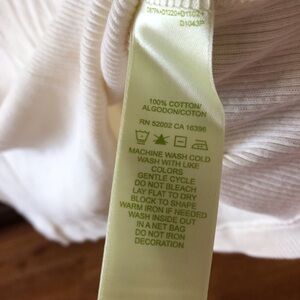 D1043P
100% COTTON/
ALGODON/COTON
RN 52002 CA 16396
MACHINE WASH COLD
WASH WITH LIKE
COLORS
GENTLE CYCLE
DO NOT BLEACH
LAY FLAT TO DRY
BLOCK TO SHAPE
WARM IRON IF NEEDED
WASH INSIDE OUT
IN A NET BAG
DO NOT IRON
DECORATION